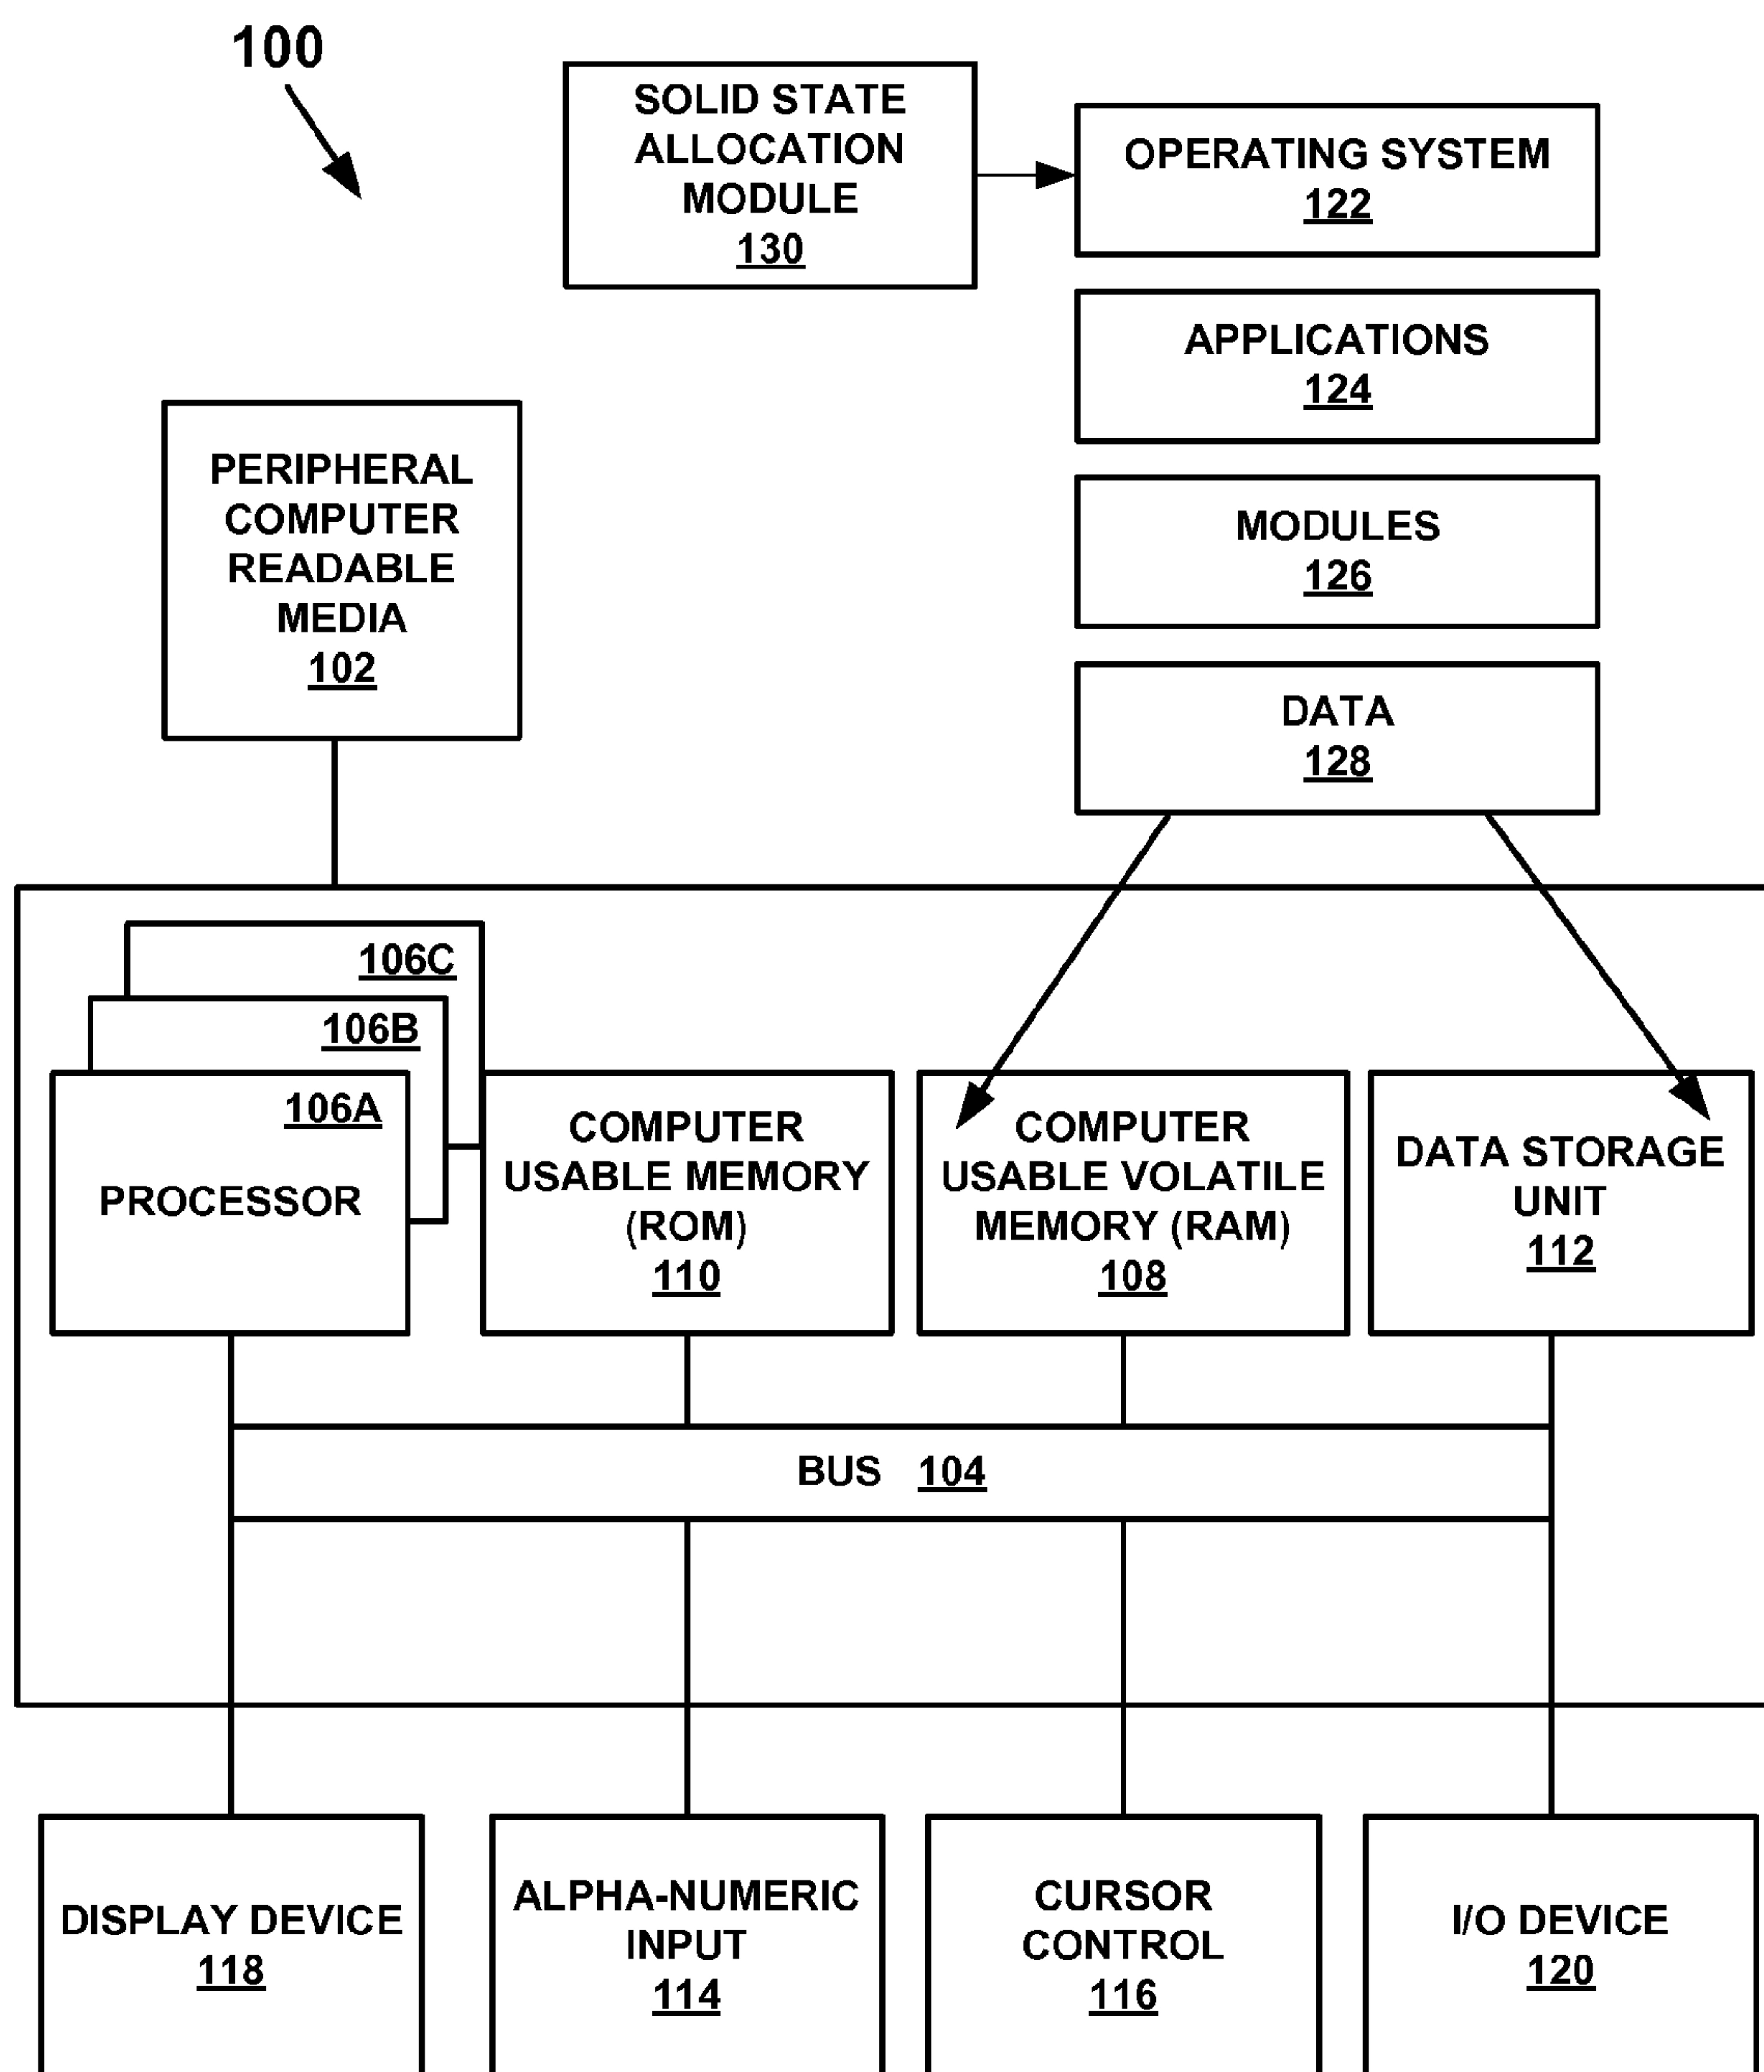 100
SOLID STATE
ALLOCATION
MODULE
130
OPERATING SYSTEM
122
APPLICATIONS
124
MODULES
126
DATA
128
PERIPHERAL
COMPUTER
READABLE
MEDIA
102
106C
106B
106A
PROCESSOR
COMPUTER
USABLE MEMORY
(ROM)
110
COMPUTER
USABLE VOLATILE
MEMORY (RAM)
108
DATA STORAGE
UNIT
112
BUS 104
DISPLAY DEVICE
118
ALPHA-NUMERIC
INPUT
114
CURSOR
CONTROL
116
I/O DEVICE
120